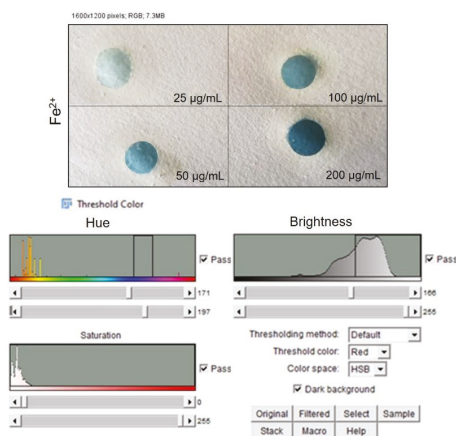 1600x1200 pixels; RGB; 7.3MB
Fe²⁺
25 µg/mL
100 µg/mL
50 µg/mL
200 µg/mL
Threshold Color
Hue
Pass
171
197
Brightness
Pass
166
255
Saturation
Pass
0
255
Thresholding method: Default
Threshold color: Red
Color space: HSB
Dark background
Original Filtered Select Sample
Stack Macro Help